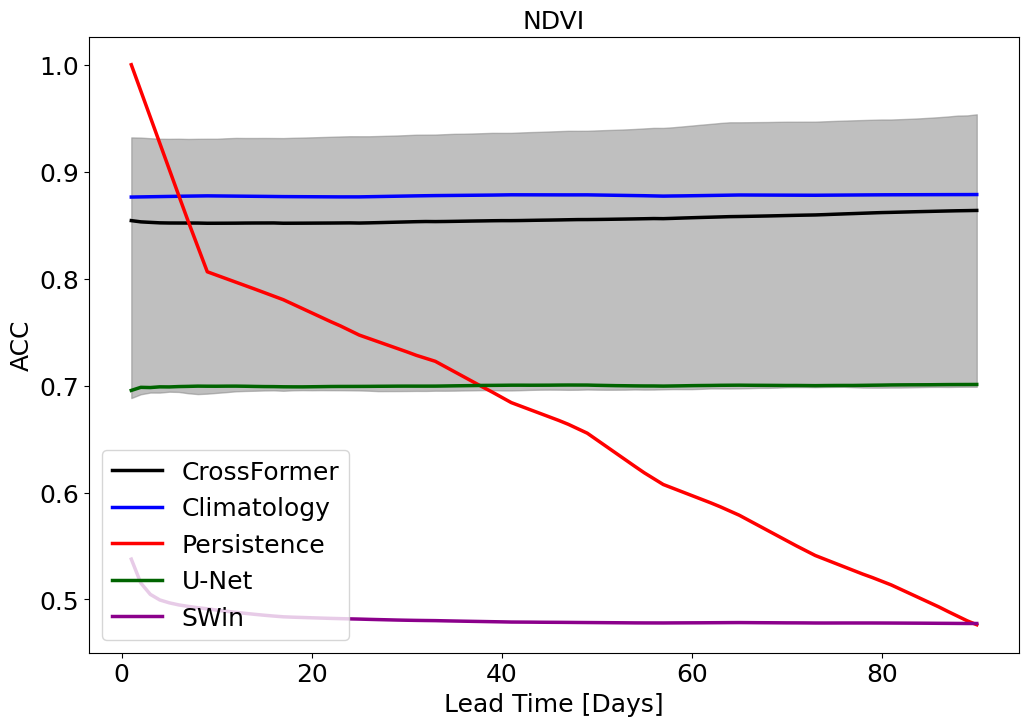 NDVI
1.0
0.9
0.8
0.7
0.6
0.5
ACC
CrossFormer
Climatology
Persistence
U-Net
SWin
0
20
40
60
80
Lead Time [Days]